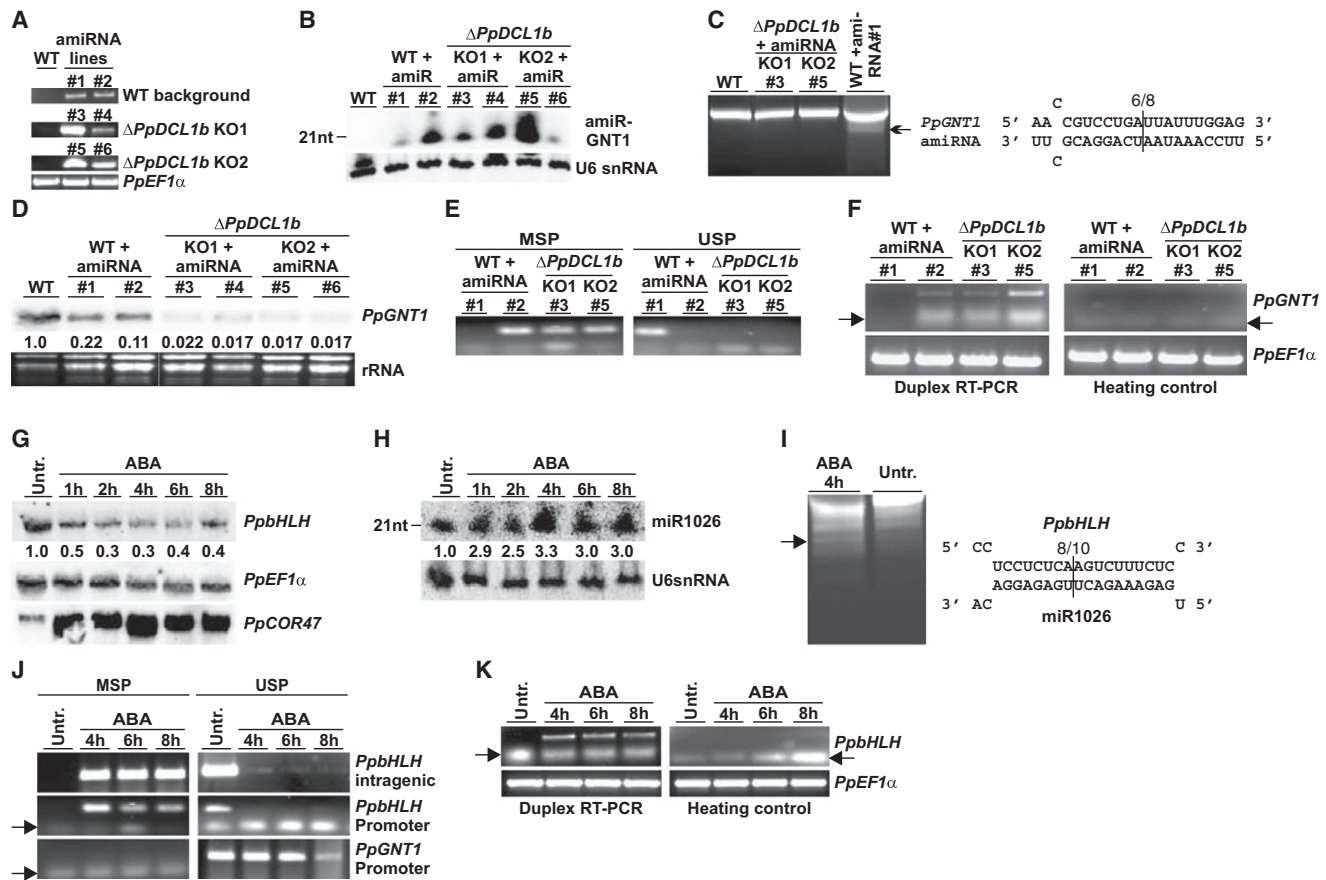 A
amiRNA
WT lines
#1 #2
WT background
#3 #4
ΔPpDCL1b KO1
#5 #6
ΔPpDCL1b KO2
PpEF1α
B
ΔPpDCL1b
WT + KO1 + KO2 +
amiR amiR amiR
WT #1 #2 #3 #4 #5 #6
21nt
amiR-
GNT1
U6 snRNA
C
ΔPpDCL1b
+ amiRNA
WT KO1 KO2
#3 #5
WT +ami-
RNA#1
C 6/8
PpGNT1 5′ AA CGUCCUGAUUAUUUGGAG 3′
amiRNA 3′ UU GCAGGACUAAUAAACCUU 5′
C
D
ΔPpDCL1b
WT + KO1 + KO2 +
amiRNA amiRNA amiRNA
WT #1 #2 #3 #4 #5 #6
PpGNT1
1.0 0.22 0.11 0.022 0.017 0.017 0.017
rRNA
E
MSP USP
WT + ΔPpDCL1b WT + ΔPpDCL1b
amiRNA KO1 KO2 amiRNA KO1 KO2
#1 #2 #3 #5 #1 #2 #3 #5
F
WT + ΔPpDCL1b WT + ΔPpDCL1b
amiRNA KO1 KO2 amiRNA KO1 KO2
#1 #2 #3 #5 #1 #2 #3 #5
PpGNT1
PpEF1α
Duplex RT-PCR Heating control
G
Untr. ABA
1h 2h 4h 6h 8h
PpbHLH
1.0 0.5 0.3 0.3 0.4 0.4
PpEF1α
PpCOR47
H
Untr. ABA
1h 2h 4h 6h 8h
21nt miR1026
1.0 2.9 2.5 3.3 3.0 3.0
U6snRNA
I
ABA
4h Untr.
PpbHLH
5′ CC 8/10 C 3′
UCCUCUCAAGUCUUUCUC
AGGAGAGUUCAGAAAGAG
3′ AC U 5′
miR1026
J
MSP USP
Untr. ABA Untr. ABA
4h 6h 8h 4h 6h 8h
PpbHLH
intragenic
PpbHLH
Promoter
PpGNT1
Promoter
K
Untr. ABA Untr. ABA
4h 6h 8h 4h 6h 8h
PpbHLH
PpEF1α
Duplex RT-PCR Heating control